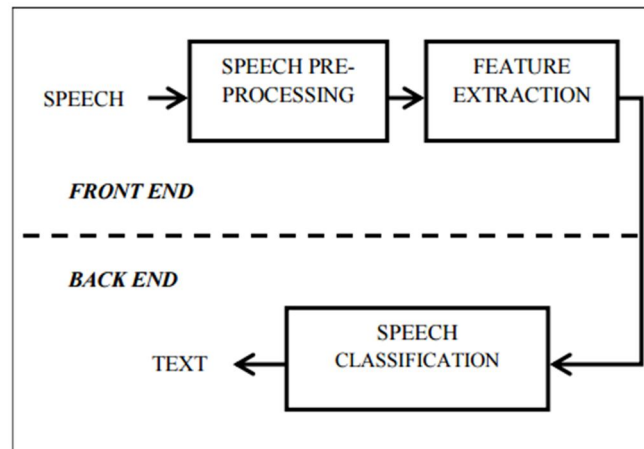 SPEECH
SPEECH PRE-
PROCESSING
FEATURE
EXTRACTION
FRONT END
BACK END
SPEECH
CLASSIFICATION
TEXT